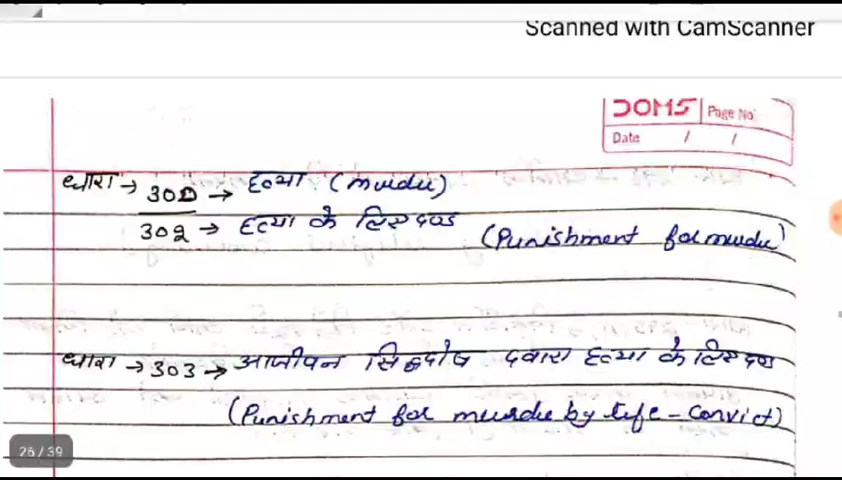 Scanned with CamScanner
DOMS Page No.
Date / /
धारा → 300 → हत्या (murder)
302 → हत्या के लिए दण्ड (Punishment for murder)
धारा → 303 → आजीवन सिद्धदोष द्वारा हत्या के लिए दण्ड
(Punishment for murder by life-convict)
26 / 39